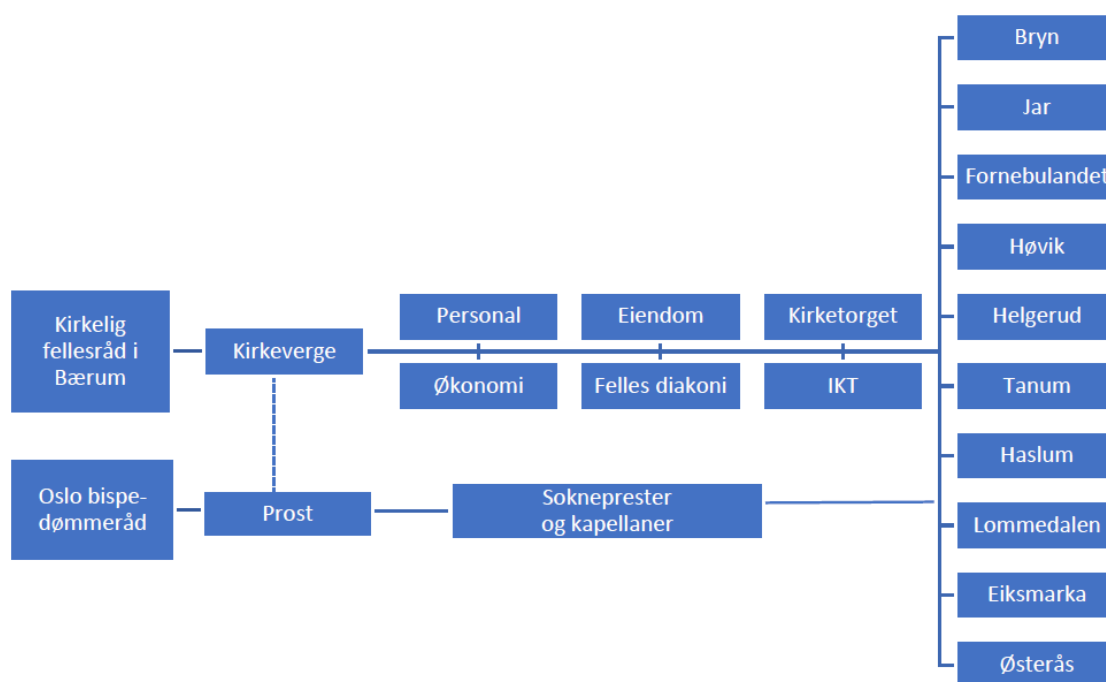 Kirkelig
fellesråd i
Bærum
Kirkeverge
Personal
Eiendom
Kirketorget
Økonomi
Felles diakoni
IKT
Oslo bispe-
dømmeråd
Prost
Sokneprester
og kapellaner
Bryn
Jar
Fornebulandet
Høvik
Helgerud
Tanum
Haslum
Lommedalen
Eiksmarka
Østerås